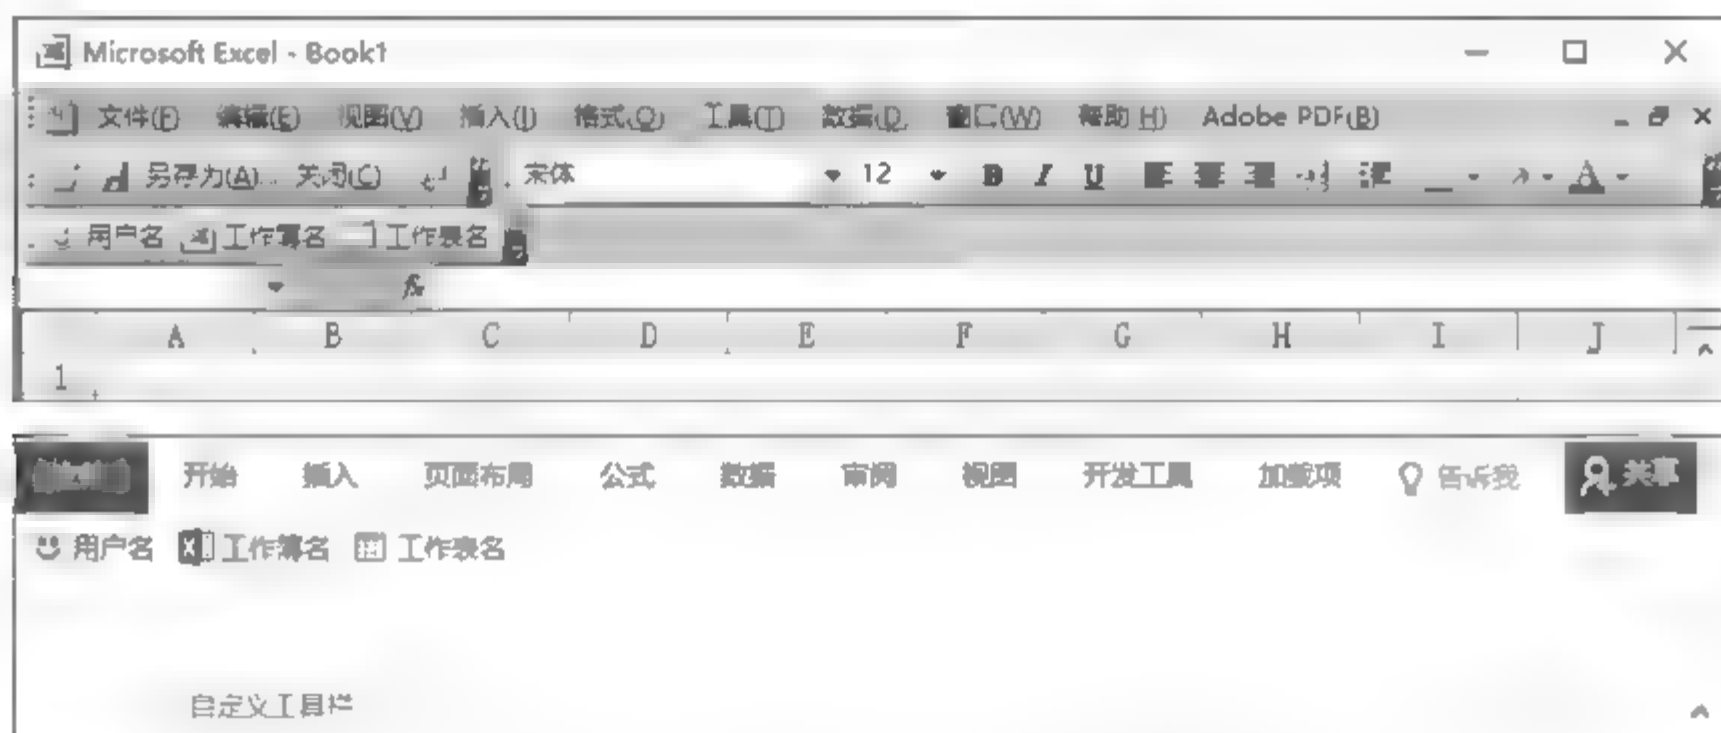 Microsoft Excel - Book1
文件(F) 编辑(E) 视图(V) 插入(I) 格式(O) 工具(T) 数据(D) 窗口(W) 帮助(H) Adobe PDF(B)
另存为(A)... 关闭(C) 宋体 12 B I U A
用户名 工作簿名 工作表名
fx
A B C D E F G H I J
1
开始 插入 页面布局 公式 数据 审阅 视图 开发工具 加载项 告诉我 共享
用户名 工作簿名 工作表名
自定义工具栏